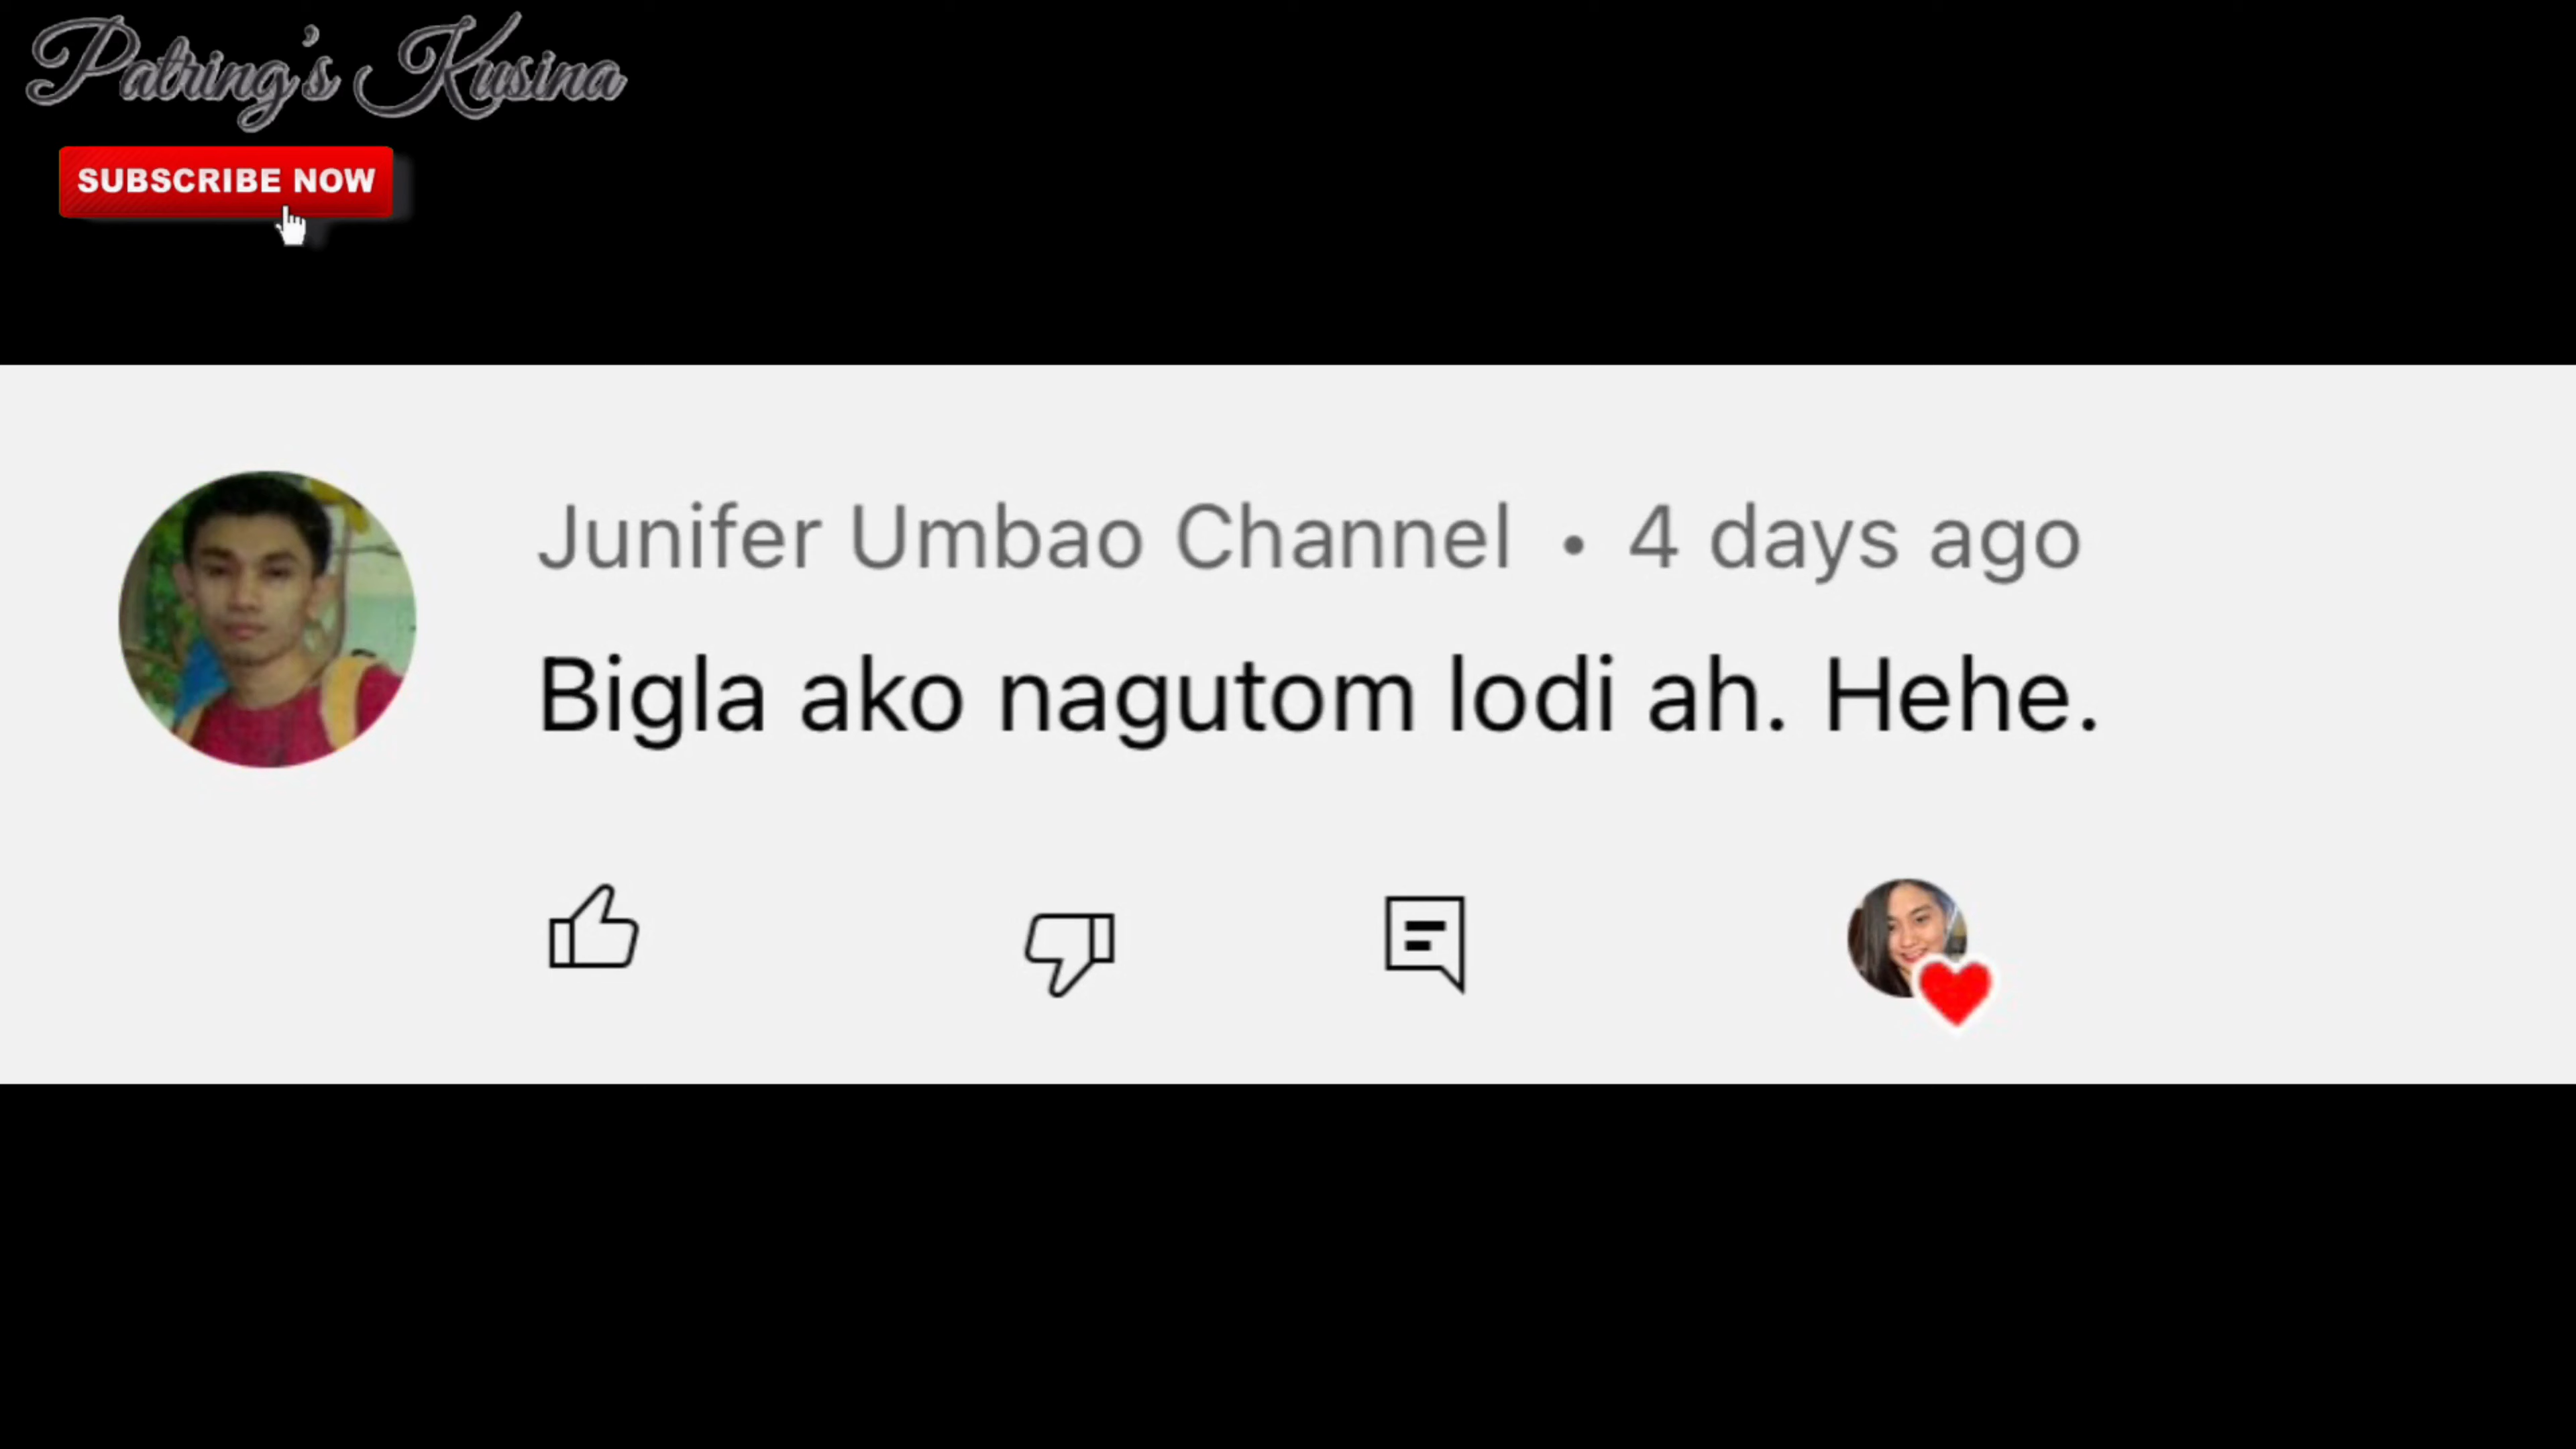 Patring's Kusina
SUBSCRIBE NOW
Junifer Umbao Channel • 4 days ago
Bigla ako nagutom lodi ah. Hehe.